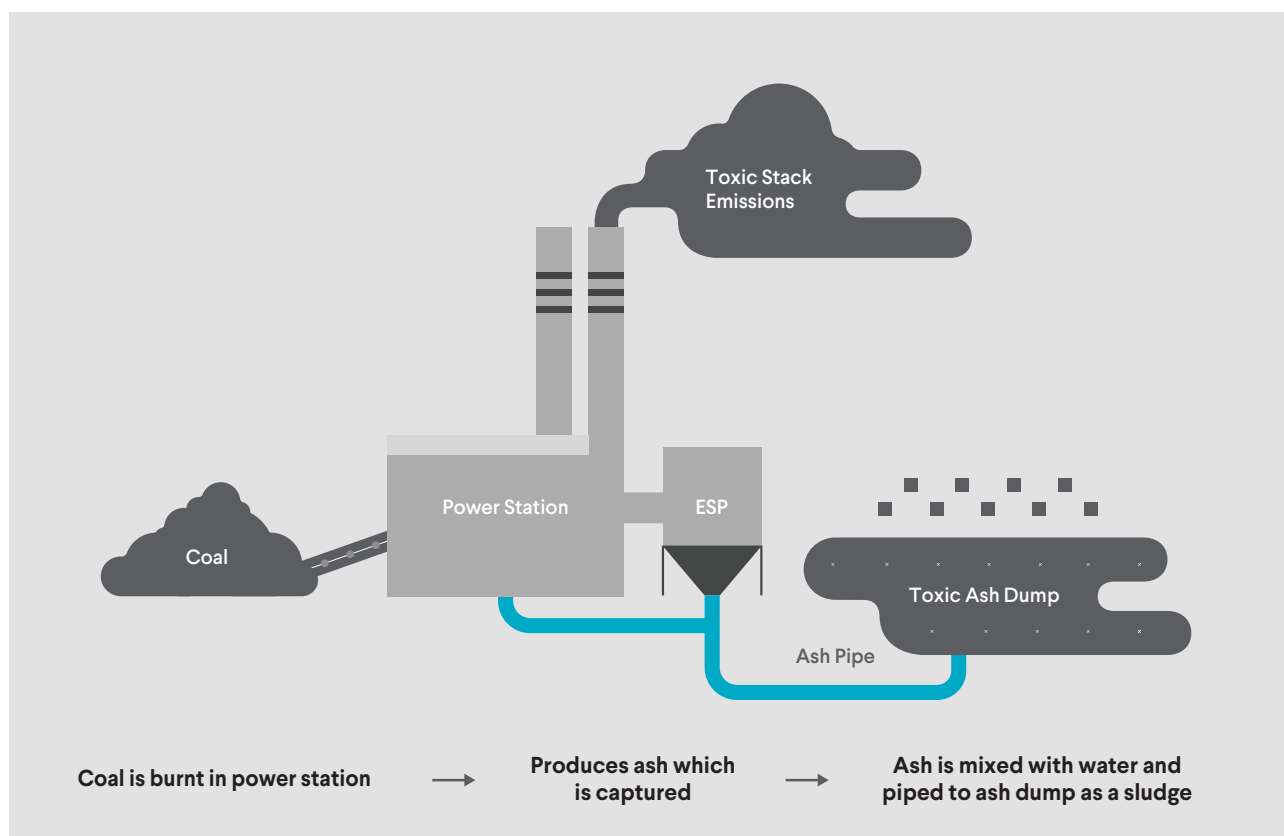 Toxic Stack
Emissions
Power Station
ESP
Coal
Toxic Ash Dump
Ash Pipe
Coal is burnt in power station
Produces ash which
is captured
Ash is mixed with water and
piped to ash dump as a sludge